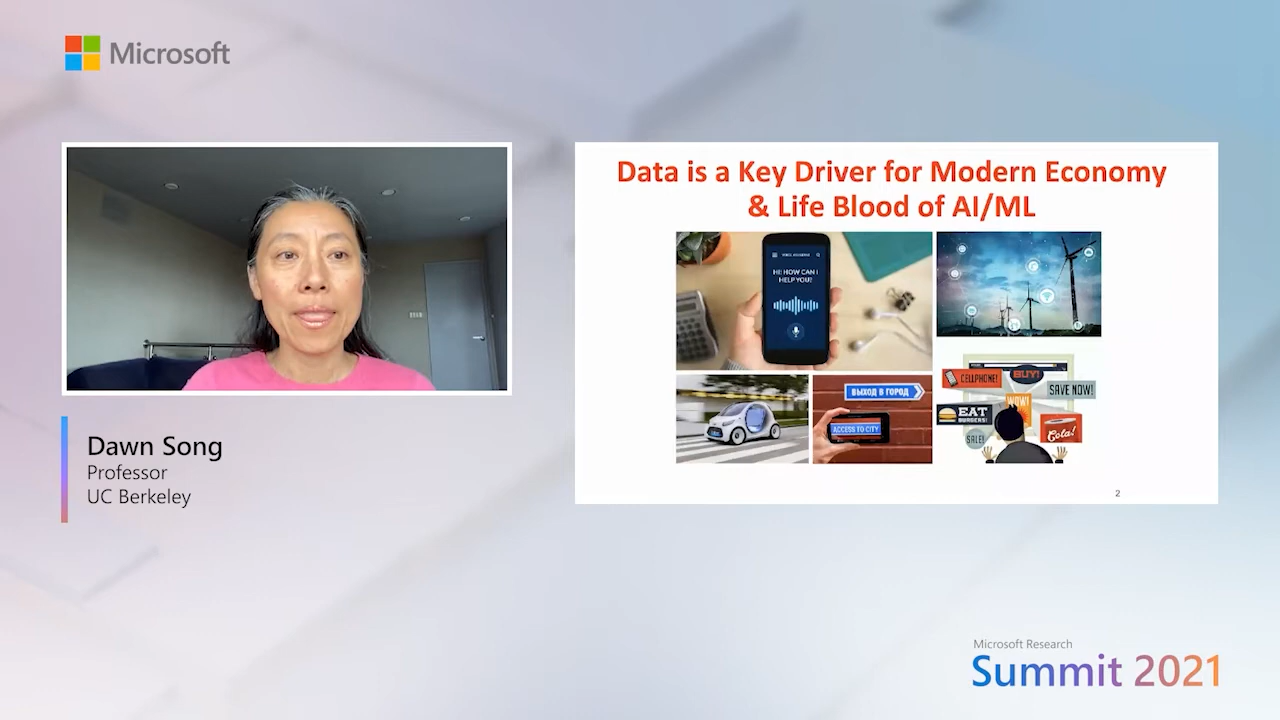 Microsoft
Data is a Key Driver for Modern Economy
& Life Blood of AI/ML
HI! HOW CAN I
HELP YOU?
ВЫХОД В ГОРОД
ACCESS TO CITY
CELLPHONE!
BUY!
SAVE NOW!
WOW!
EAT
BURGERS!
Cola!
SALE!
2
Dawn Song
Professor
UC Berkeley
Microsoft Research
Summit 2021